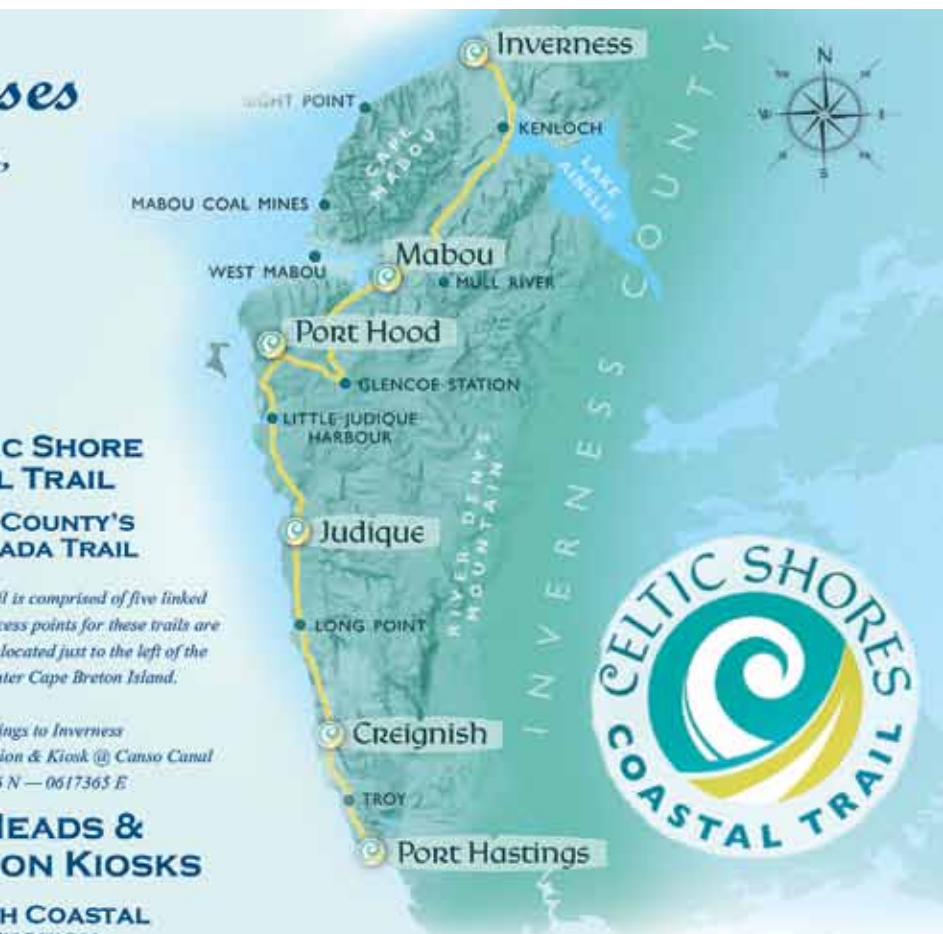 ses
Inverness
N
W
E
S
GHT POINT
KENLOCH
CAPE
MABOU
LAKE
AINSLIE
MABOU COAL MINES
Mabou
WEST MABOU
MULL RIVER
Port Hood
GLENCOE STATION
LITTLE JUDIQUE
HARBOUR
INVERNESS COUNTY
RIVER DENYS
MOUNTAINS
Judique
LONG POINT
Creignish
TROY
Port Hastings
C SHORE
L TRAIL
COUNTY'S
ADA TRAIL
il is comprised of five linked
cess points for these trails are
located just to the left of the
nter Cape Breton Island.
ings to Inverness
ion & Kiosk @ Canso Canal
N — 0617365 E
HEADS &
ON KIOSKS
H COASTAL
CELTIC SHORES
COASTAL TRAIL